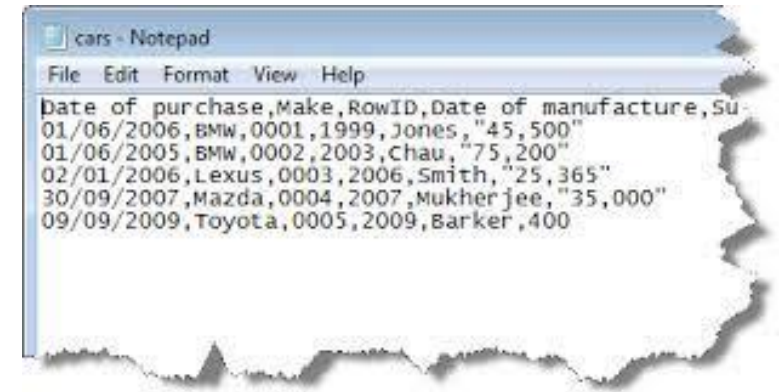 cars - Notepad
File Edit Format View Help
Date of purchase,Make,RowID,Date of manufacture,Su
01/06/2006,BMW,0001,1999,Jones,"45,500"
01/06/2005,BMW,0002,2003,Chau,"75,200"
02/01/2006,Lexus,0003,2006,Smith,"25,365"
30/09/2007,Mazda,0004,2007,Mukherjee,"35,000"
09/09/2009,Toyota,0005,2009,Barker,400